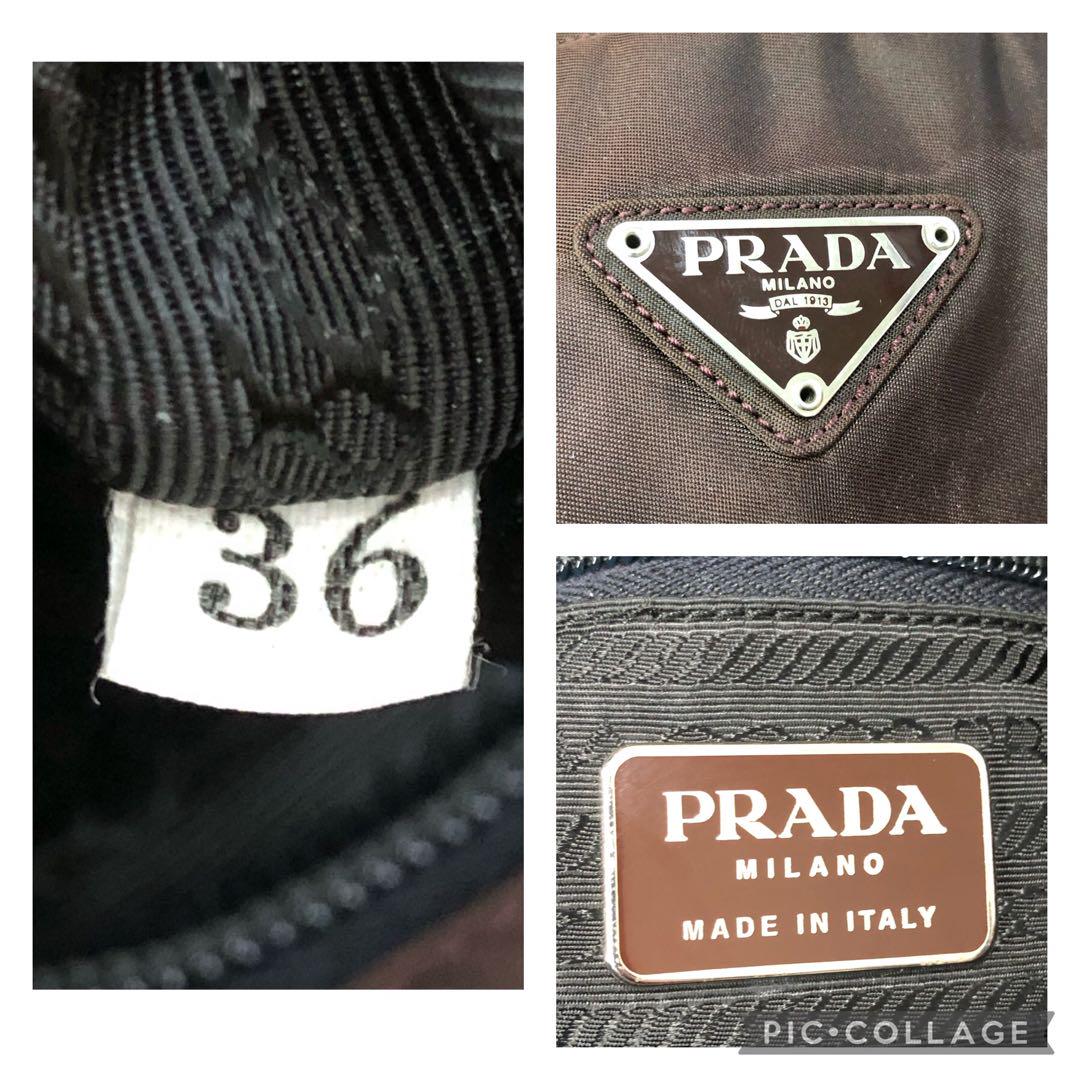 36
PRADA
MILANO
DAL 1913
PRADA
MILANO
MADE IN ITALY
PIC•COLLAGE